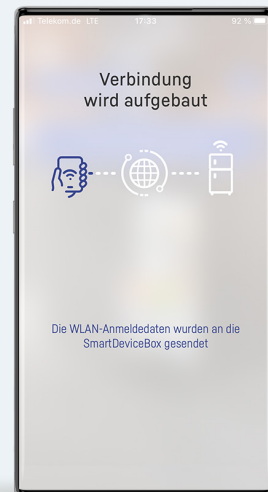 Telekom.de LTE 17:33 92 %
Verbindung
wird aufgebaut
Die WLAN-Anmeldedaten wurden an die
SmartDeviceBox gesendet